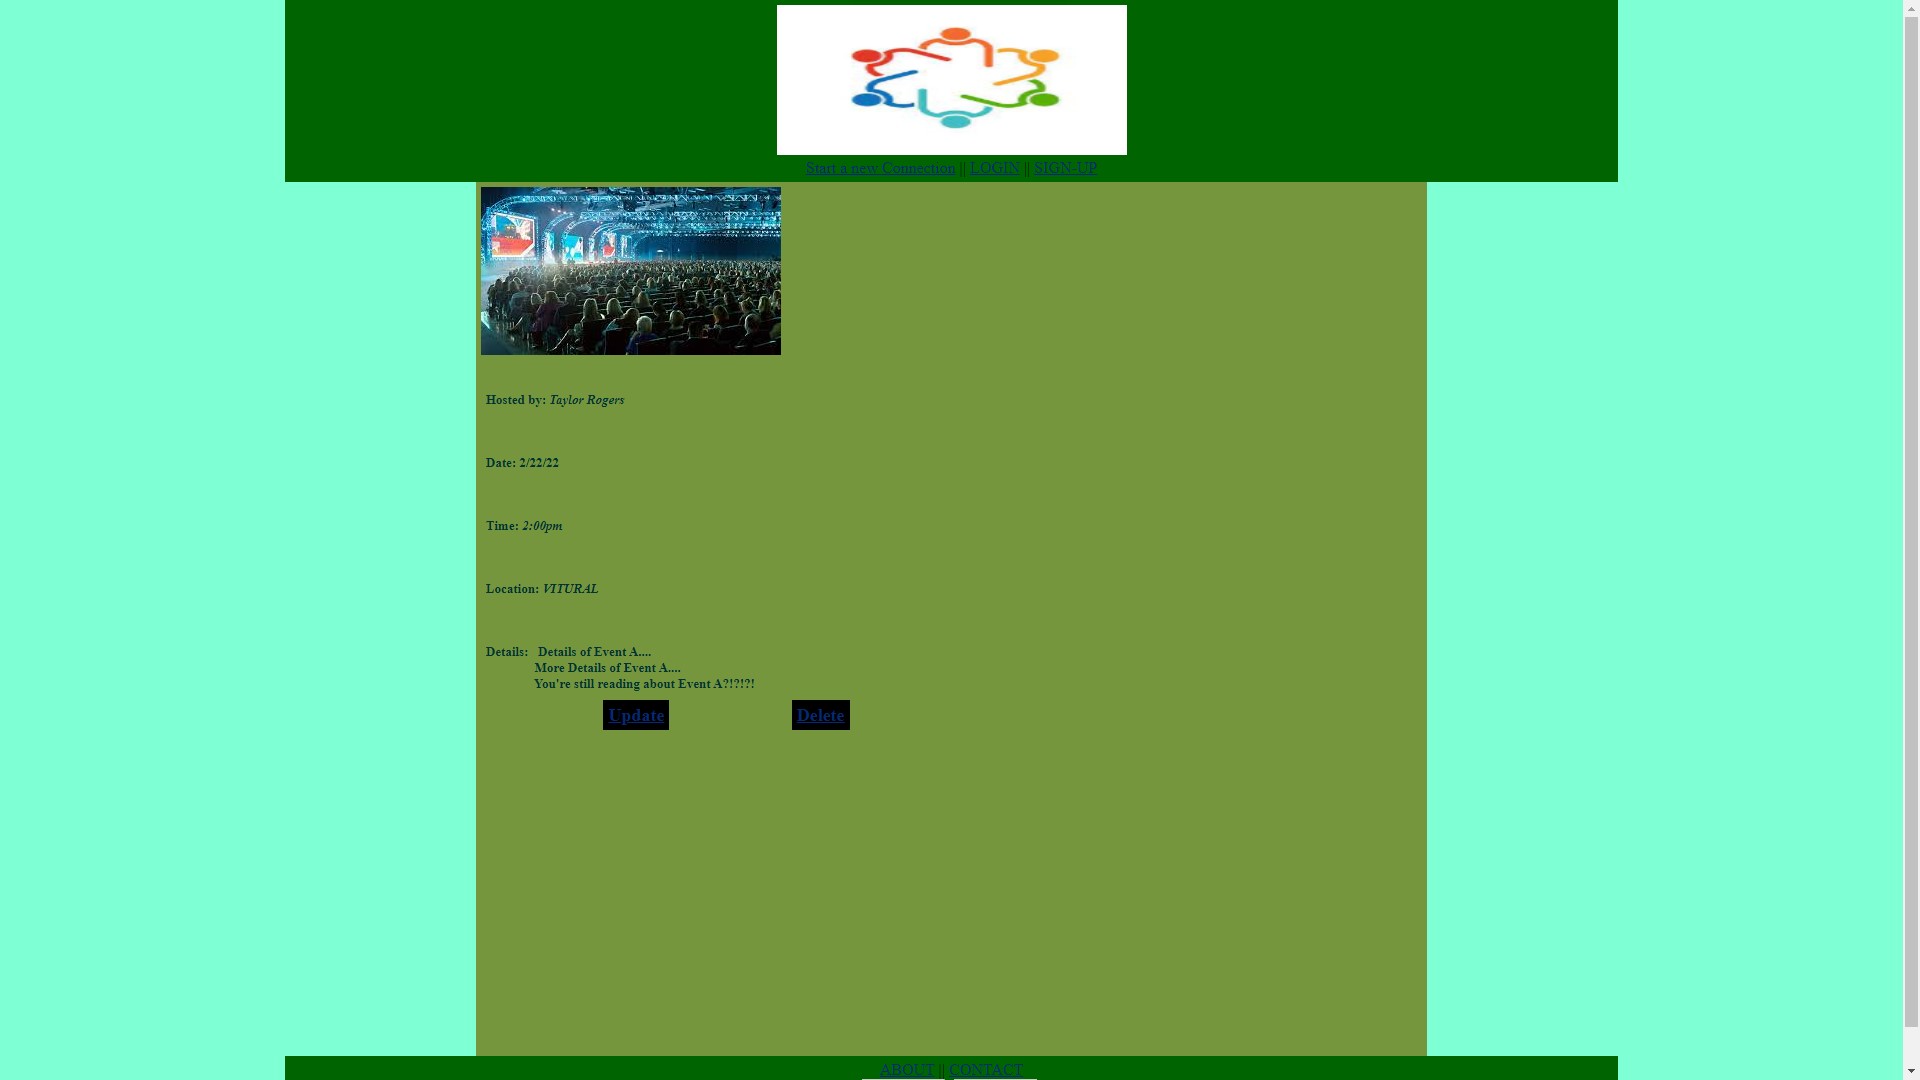 Start a new Connection || LOGIN || SIGN-UP
Hosted by: Taylor Rogers
Date: 2/22/22
Time: 2:00pm
Location: VITURAL
Details: Details of Event A....
More Details of Event A....
You're still reading about Event A?!?!?!
Update Delete
ABOUT || CONTACT